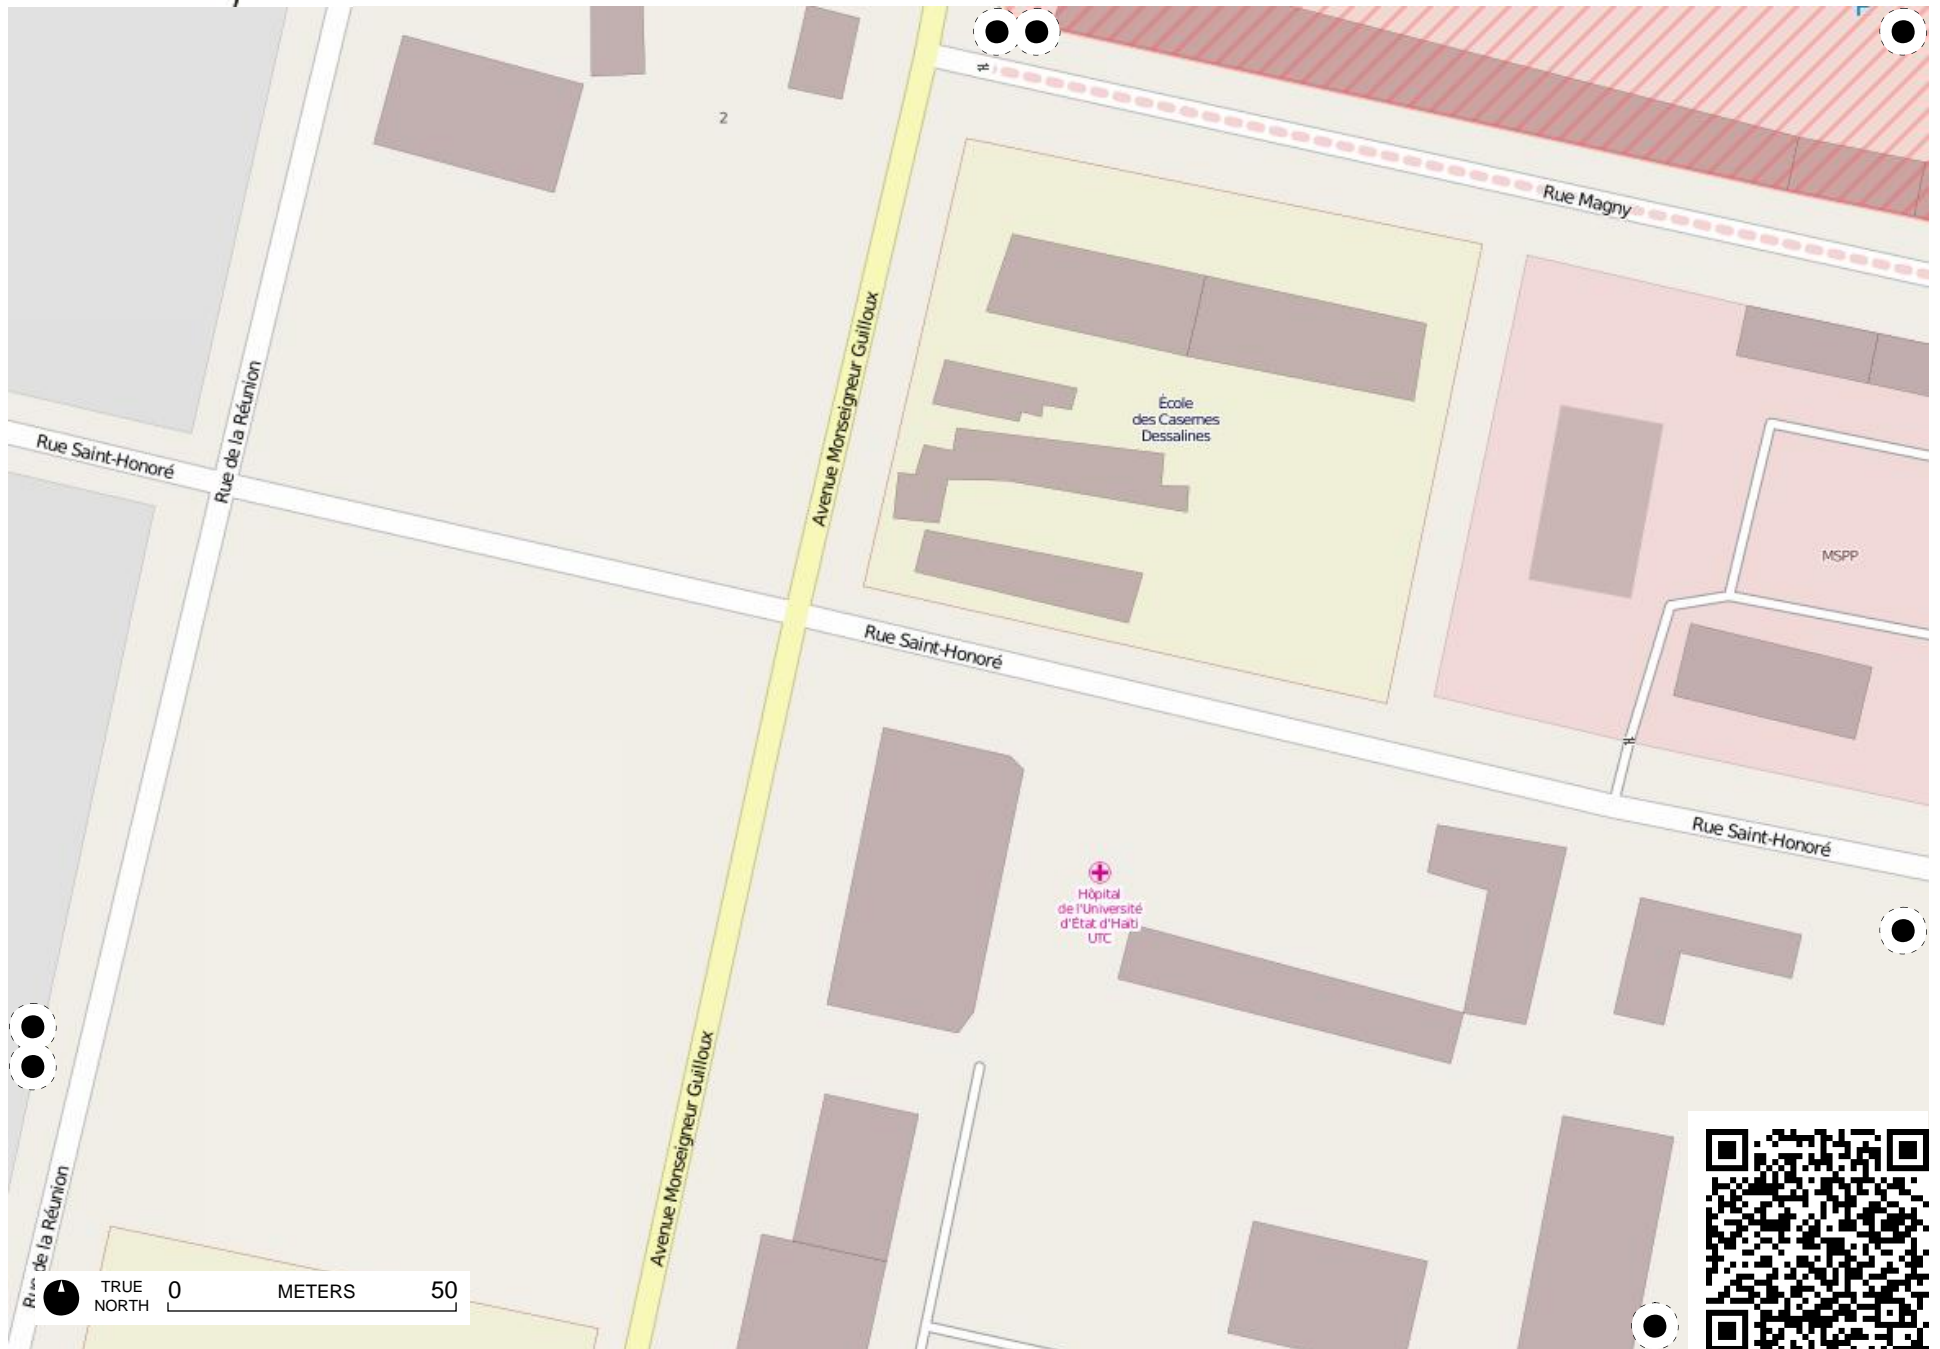 Rue Magny
2
Avenue Monseigneur Guilloux
Rue de la Réunion
École
des Casernes
Dessalines
Rue Saint-Honoré
MSPP
Rue Saint-Honoré
Rue Saint-Honoré
Hôpital
de l'Université
d'État d'Haïti
UTC
Avenue Monseigneur Guilloux
Rue de la Réunion
TRUE
NORTH
0 METERS 50